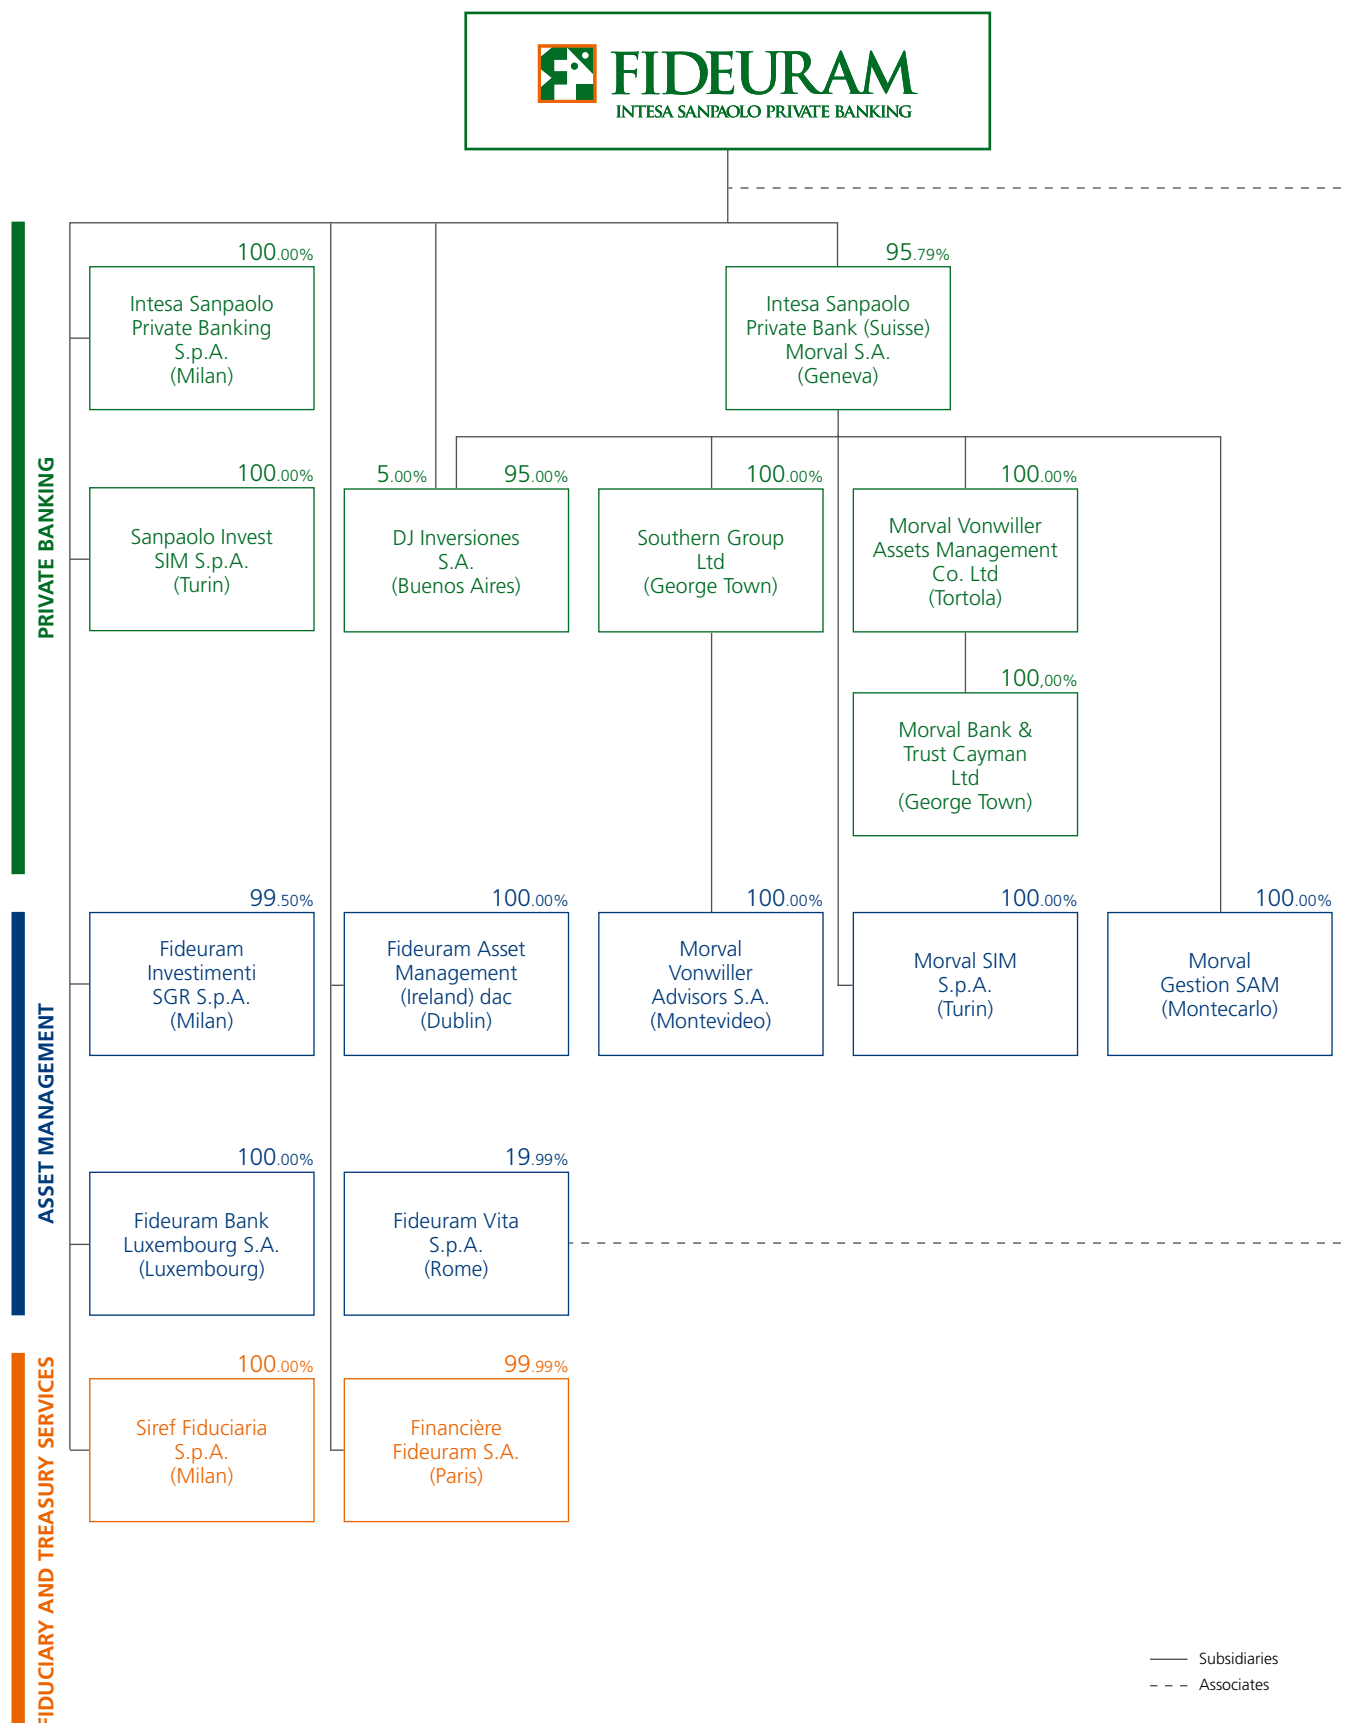 FIDEURAM
INTESA SANPAOLO PRIVATE BANKING
PRIVATE BANKING
100.00%
Intesa Sanpaolo
Private Banking
S.p.A.
(Milan)
95.79%
Intesa Sanpaolo
Private Bank (Suisse)
Morval S.A.
(Geneva)
100.00%
Sanpaolo Invest
SIM S.p.A.
(Turin)
5.00% 95.00%
DJ Inversiones
S.A.
(Buenos Aires)
100.00%
Southern Group
Ltd
(George Town)
100.00%
Morval Vonwiller
Assets Management
Co. Ltd
(Tortola)
100,00%
Morval Bank &
Trust Cayman
Ltd
(George Town)
ASSET MANAGEMENT
99.50%
Fideuram
Investimenti
SGR S.p.A.
(Milan)
100.00%
Fideuram Asset
Management
(Ireland) dac
(Dublin)
100.00%
Morval
Vonwiller
Advisors S.A.
(Montevideo)
100.00%
Morval SIM
S.p.A.
(Turin)
100.00%
Morval
Gestion SAM
(Montecarlo)
100.00%
Fideuram Bank
Luxembourg S.A.
(Luxembourg)
19.99%
Fideuram Vita
S.p.A.
(Rome)
FIDUCIARY AND TREASURY SERVICES
100.00%
Siref Fiduciaria
S.p.A.
(Milan)
99.99%
Financière
Fideuram S.A.
(Paris)
Subsidiaries
Associates